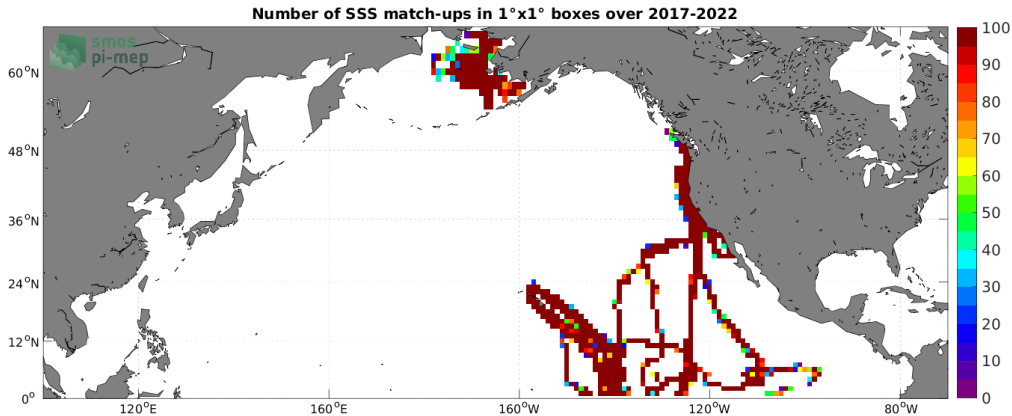 Number of SSS match-ups in 1°x1° boxes over 2017-2022
smos
pi-mep
60°N
48°N
36°N
24°N
12°N
0°
120°E
160°E
160°W
120°W
80°W
100
90
80
70
60
50
40
30
20
10
0